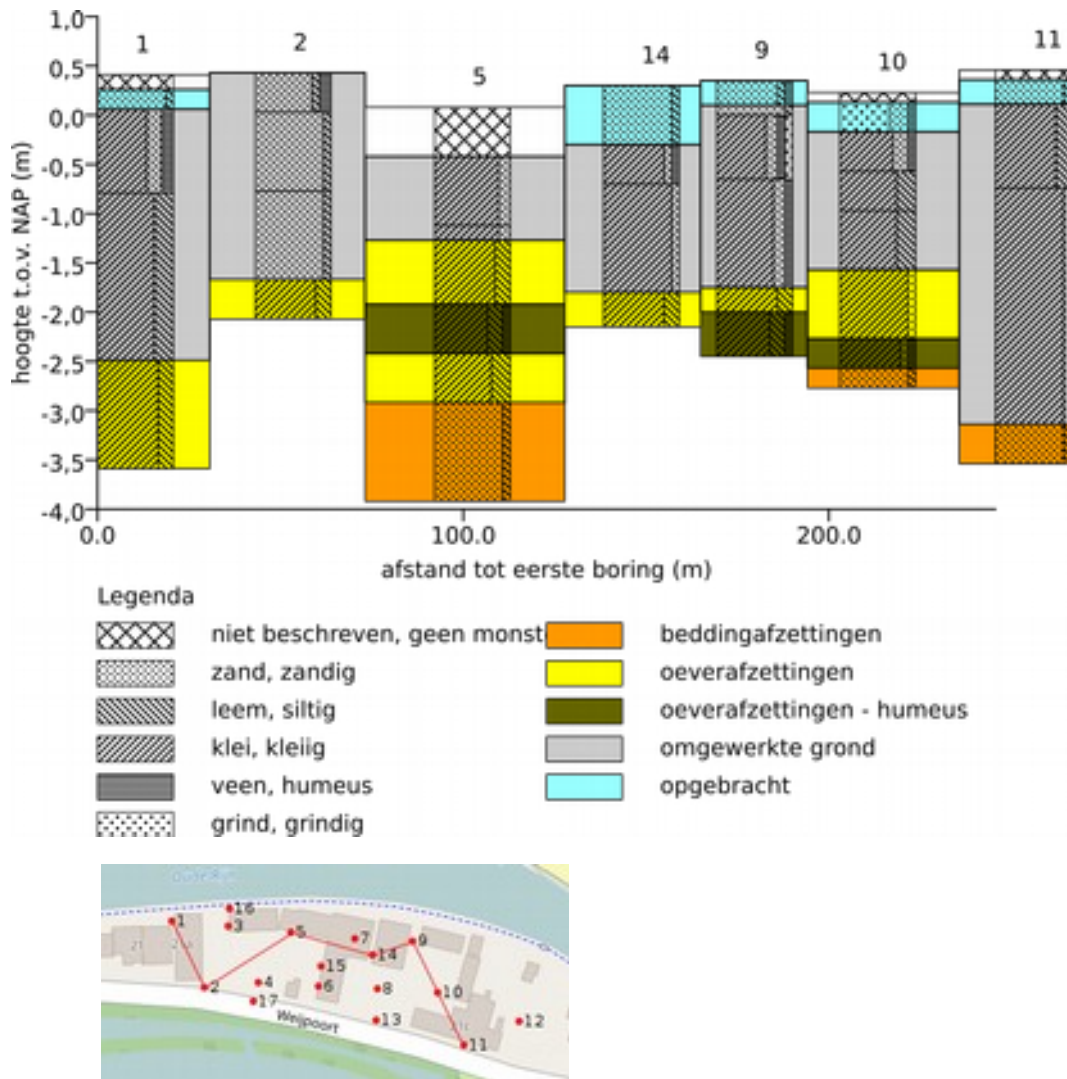 1 2 5 14 9 10 11
1,0
0,5
0,0
-0,5
-1,0
-1,5
-2,0
-2,5
-3,0
-3,5
-4,0
hoogte t.o.v. NAP (m)
0.0 100.0 200.0
afstand tot eerste boring (m)
Legenda
niet beschreven, geen monst
zand, zandig
leem, siltig
klei, kleiig
veen, humeus
grind, grindig
beddingafzettingen
oeverafzettingen
oeverafzettingen - humeus
omgewerkte grond
opgebracht
Oude Rijn
16
1 3 5 7 9
21
14
15
2 4 6 8 10
17
Weijpoort
13 12
11